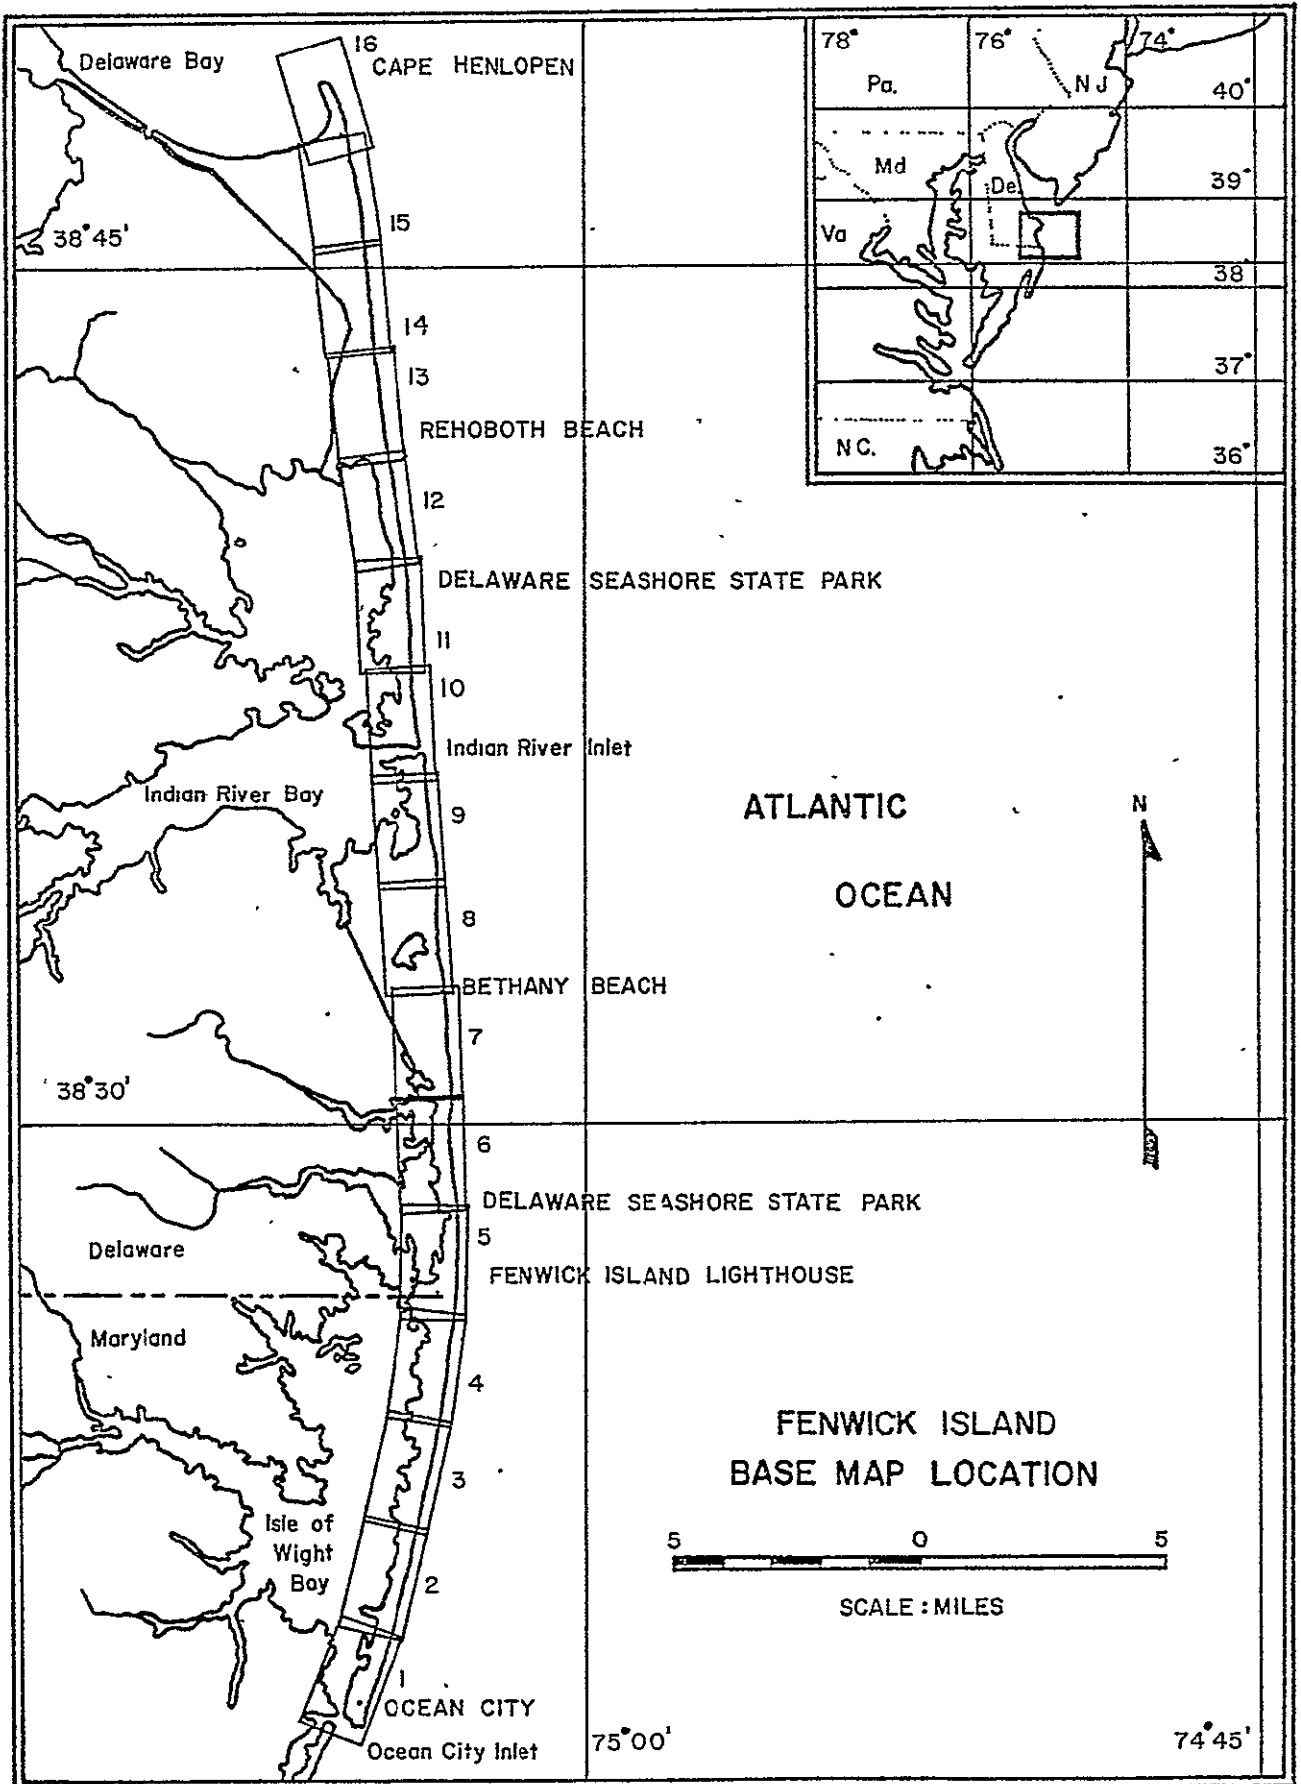 16
Delaware Bay
CAPE HENLOPEN
78°
76°
74°
Pa.
NJ
40°
Md
De
39°
Va
38°
37°
NC.
36°
15
38°45'
14
13
REHOBOTH BEACH
12
DELAWARE SEASHORE STATE PARK
11
10
Indian River Inlet
Indian River Bay
9
ATLANTIC
OCEAN
N
8
BETHANY BEACH
7
38°30'
6
DELAWARE SEASHORE STATE PARK
5
Delaware
FENWICK ISLAND LIGHTHOUSE
Maryland
4
FENWICK ISLAND
BASE MAP LOCATION
3
Isle of
Wight
Bay
5 0 5
SCALE : MILES
2
1
OCEAN CITY
Ocean City Inlet
75°00'
74°45'